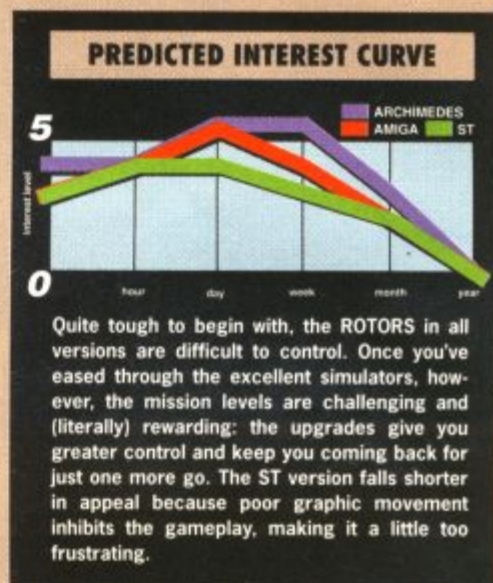 PREDICTED INTEREST CURVE
ARCHIMEDES
AMIGA ST
5
Interest level
0
hour day week month year
Quite tough to begin with, the ROTORS in all
versions are difficult to control. Once you've
eased through the excellent simulators, how-
ever, the mission levels are challenging and
(literally) rewarding: the upgrades give you
greater control and keep you coming back for
just one more go. The ST version falls shorter
in appeal because poor graphic movement
inhibits the gameplay, making it a little too
frustrating.